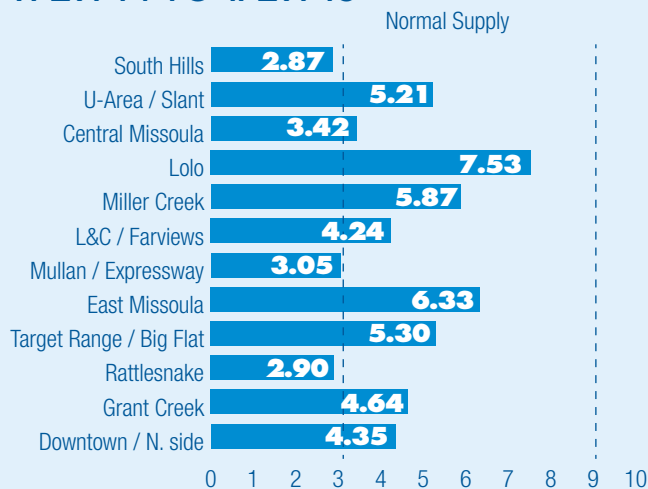 Normal Supply
South Hills 2.87
U-Area / Slant 5.21
Central Missoula 3.42
Lolo 7.53
Miller Creek 5.87
L&C / Farviews 4.24
Mullan / Expressway 3.05
East Missoula 6.33
Target Range / Big Flat 5.30
Rattlesnake 2.90
Grant Creek 4.64
Downtown / N. side 4.35
0 1 2 3 4 5 6 7 8 9 10